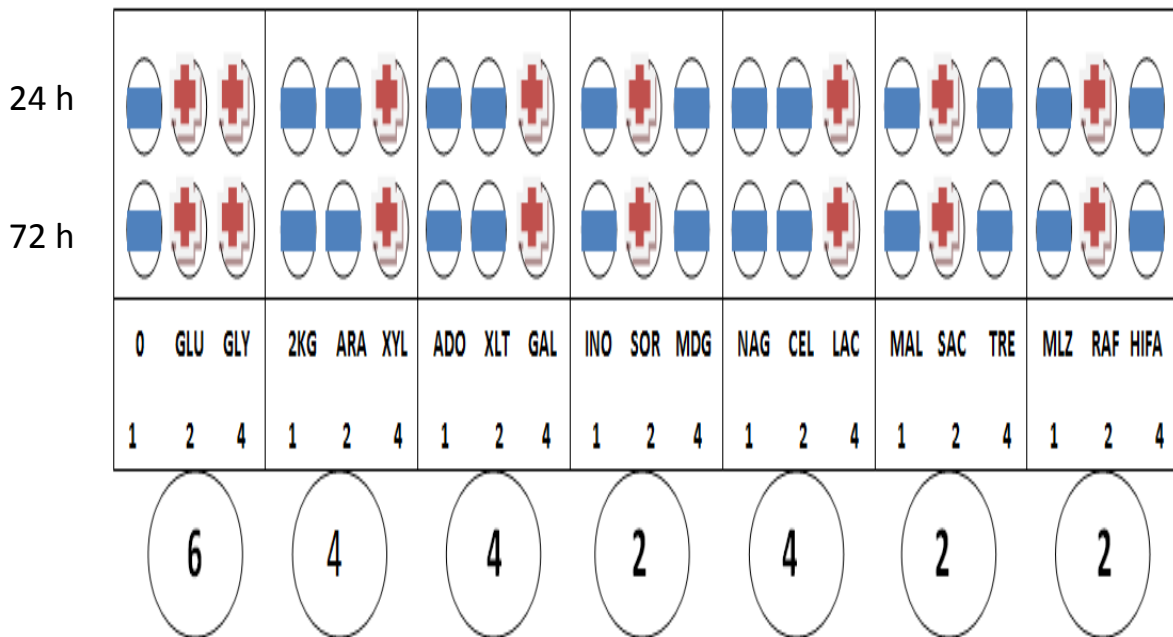 24 h
72 h
0 GLU GLY 2KG ARA XYL ADO XLT GAL INO SOR MDG NAG CEL LAC MAL SAC TRE MLZ RAF HIFA
1 2 4 1 2 4 1 2 4 1 2 4 1 2 4 1 2 4 1 2 4
6 4 4 2 4 2 2